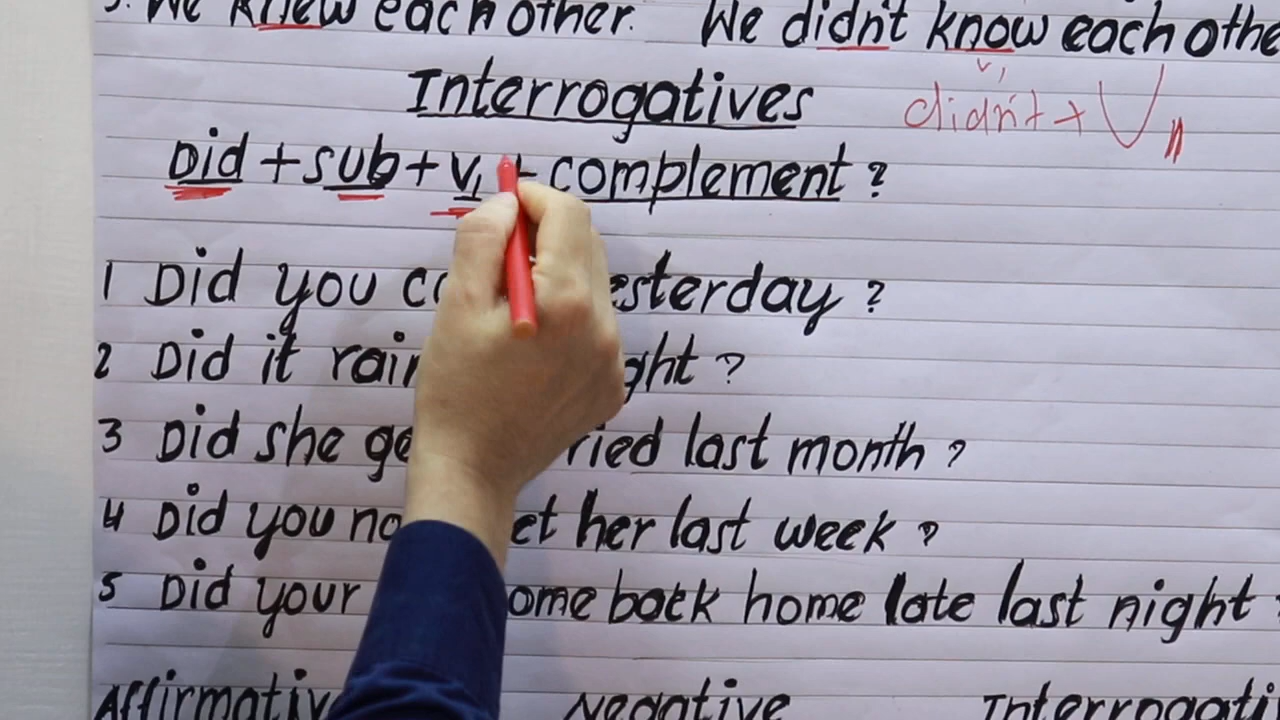 We knew each other. We didn't know each othe
Interrogatives
didn't + V
Did + sub + V1 + complement ?
1 Did you esterday ?
2 Did it rain ght ?
3 Did she ge ried last month ?
4 Did you no et her last week ?
5 Did your ome back home late last night ?
Affirmativ Negative Interrogati